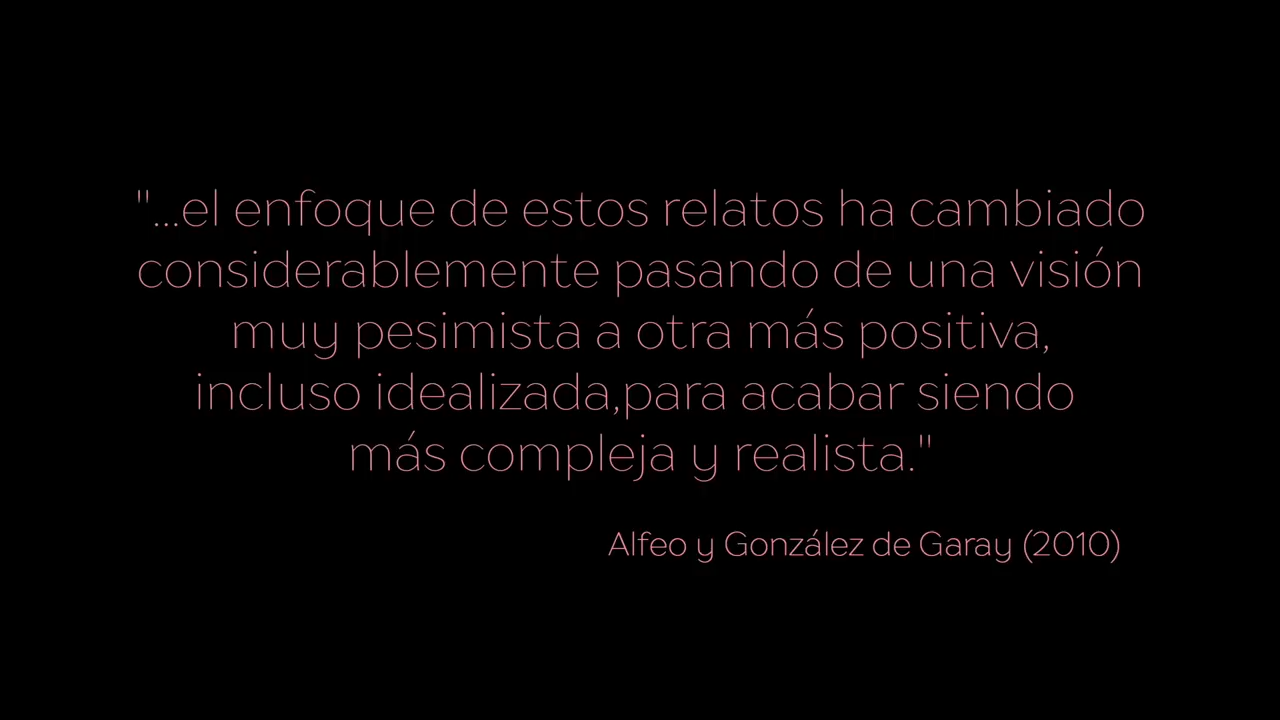 "...el enfoque de estos relatos ha cambiado
considerablemente pasando de una visión
muy pesimista a otra más positiva,
incluso idealizada,para acabar siendo
más compleja y realista."
Alfeo y González de Garay (2010)